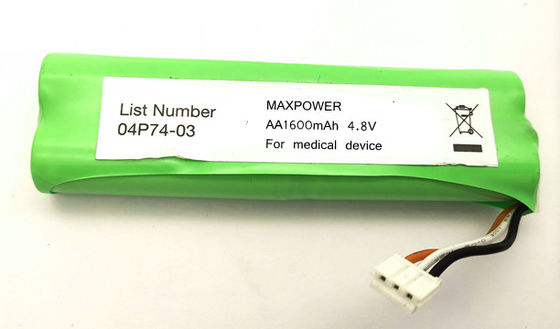 List Number
04P74-03
MAXPOWER
AA1600mAh 4.8V
For medical device